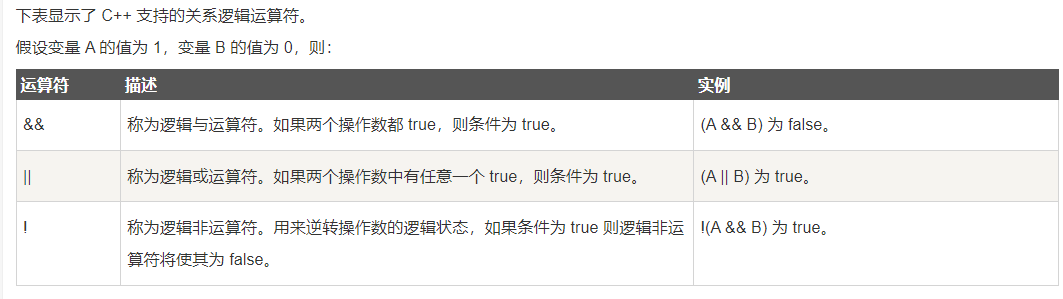 下表显示了 C++ 支持的关系逻辑运算符。
假设变量 A 的值为 1，变量 B 的值为 0，则：
运算符 描述 实例
&& 称为逻辑与运算符。如果两个操作数都 true，则条件为 true。 (A && B) 为 false。
|| 称为逻辑或运算符。如果两个操作数中有任意一个 true，则条件为 true。 (A || B) 为 true。
! 称为逻辑非运算符。用来逆转操作数的逻辑状态，如果条件为 true 则逻辑非运 !(A && B) 为 true。
算符将使其为 false。